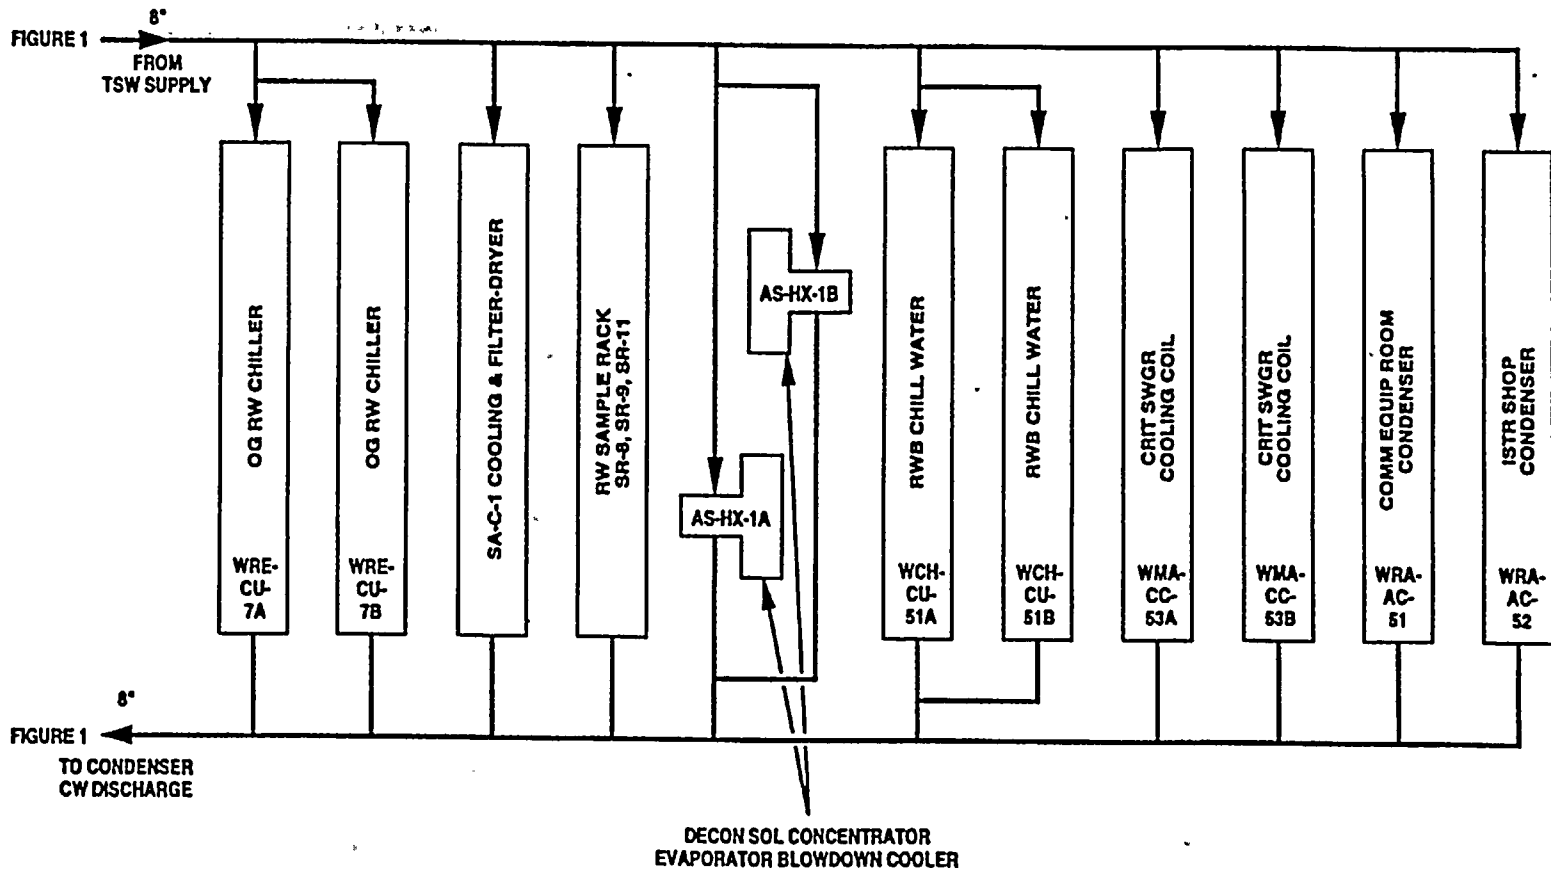 8"
FIGURE 1
FROM
TSW SUPPLY
OG RW CHILLER
WRE-
CU-
7A
OG RW CHILLER
WRE-
CU-
7B
SA-C-1 COOLING & FILTER-DRYER
RW SAMPLE RACK
SR-8, SR-9, SR-11
AS-HX-1B
AS-HX-1A
RWB CHILL WATER
WCH-
CU-
51A
RWB CHILL WATER
WCH-
CU-
51B
CRIT SWGR
COOLING COIL
WMA-
CC-
53A
CRIT SWGR
COOLING COIL
WMA-
CC-
53B
COMM EQUIP ROOM
CONDENSER
WRA-
AC-
51
ISTR SHOP
CONDENSER
WRA-
AC-
52
8"
FIGURE 1
TO CONDENSER
CW DISCHARGE
DECON SOL CONCENTRATOR
EVAPORATOR BLOWDOWN COOLER